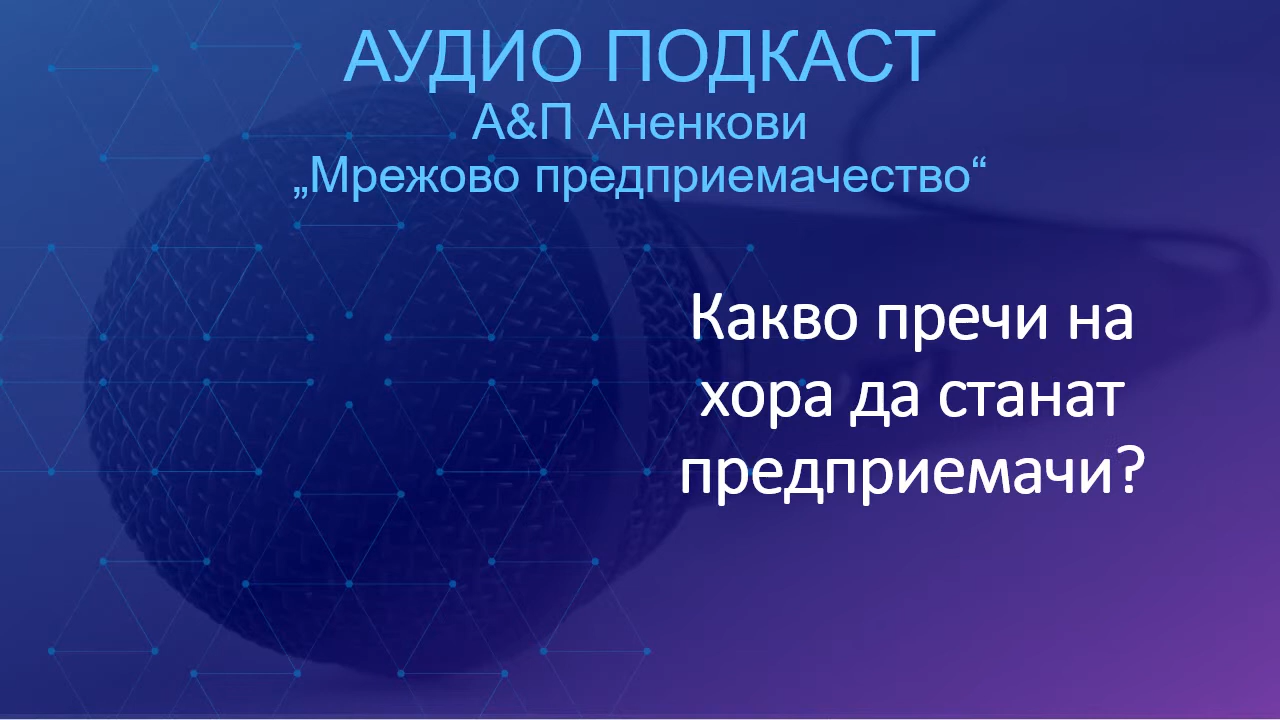 АУДИО ПОДКАСТ
А&П Аненкови
„Мрежово предприемачество“
Какво пречи на
хора да станат
предприемачи?